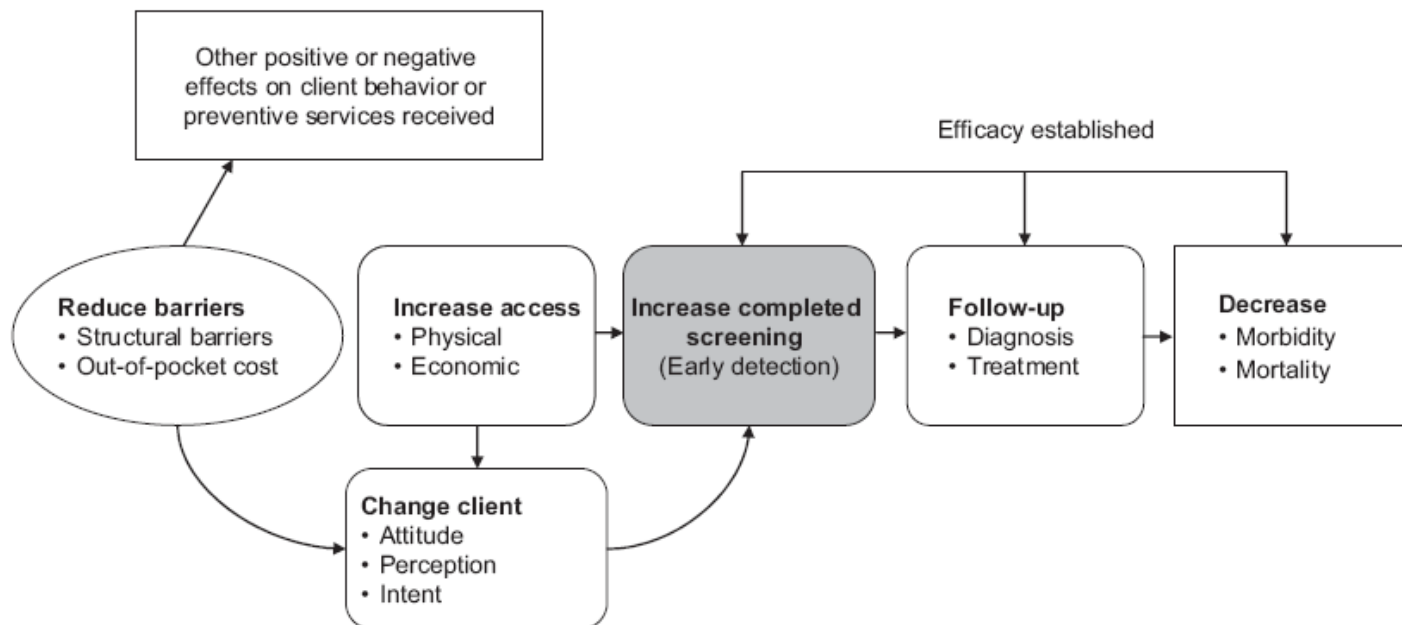 Other positive or negative
effects on client behavior or
preventive services received
Efficacy established
Reduce barriers
• Structural barriers
• Out-of-pocket cost
Increase access
• Physical
• Economic
Increase completed
screening
(Early detection)
Follow-up
• Diagnosis
• Treatment
Decrease
• Morbidity
• Mortality
Change client
• Attitude
• Perception
• Intent